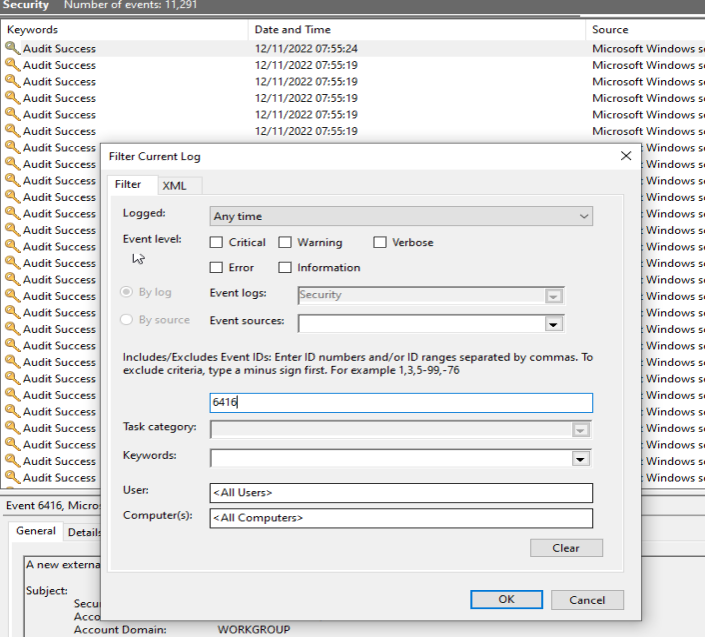 Security Number of events: 11,291
Keywords Date and Time Source
Audit Success 12/11/2022 07:55:24 Microsoft Windows se
Audit Success 12/11/2022 07:55:19 Microsoft Windows se
Audit Success 12/11/2022 07:55:19 Microsoft Windows se
Audit Success 12/11/2022 07:55:19 Microsoft Windows se
Audit Success 12/11/2022 07:55:19 Microsoft Windows se
Audit Success 12/11/2022 07:55:19 Microsoft Windows se
Audit Success Windows se
Filter Current Log
Audit Success Windows se
Audit Success Windows se
Filter XML
Audit Success Windows se
Audit Success Windows se
Logged: Any time
Audit Success Windows se
Event level: Critical Warning Verbose
Audit Success Windows se
Audit Success Windows se
Error Information
Audit Success Windows se
By log Event logs: Security
Audit Success Windows se
Audit Success Windows se
By source Event sources:
Audit Success Windows se
Audit Success Windows se
Includes/Excludes Event IDs: Enter ID numbers and/or ID ranges separated by commas. To
Audit Success Windows se
exclude criteria, type a minus sign first. For example 1,3,5-99,-76
Audit Success Windows se
Audit Success Windows se
6416
Audit Success Windows se
Task category:
Audit Success Windows se
Audit Success Windows se
Keywords:
Audit Success Windows se
Audit Success Windows se
User: <All Users>
Event 6416, Micros
Computer(s): <All Computers>
General Details
Clear
A new externa
Subject:
OK Cancel
Secu
Acco
Account Domain: WORKGROUP